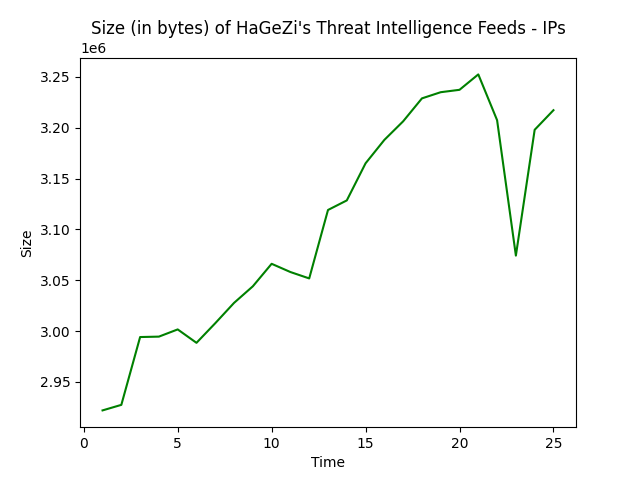 Size (in bytes) of HaGeZi's Threat Intelligence Feeds - IPs
1e6
3.25
3.20
3.15
3.10
3.05
3.00
2.95
Size
0 5 10 15 20 25
Time